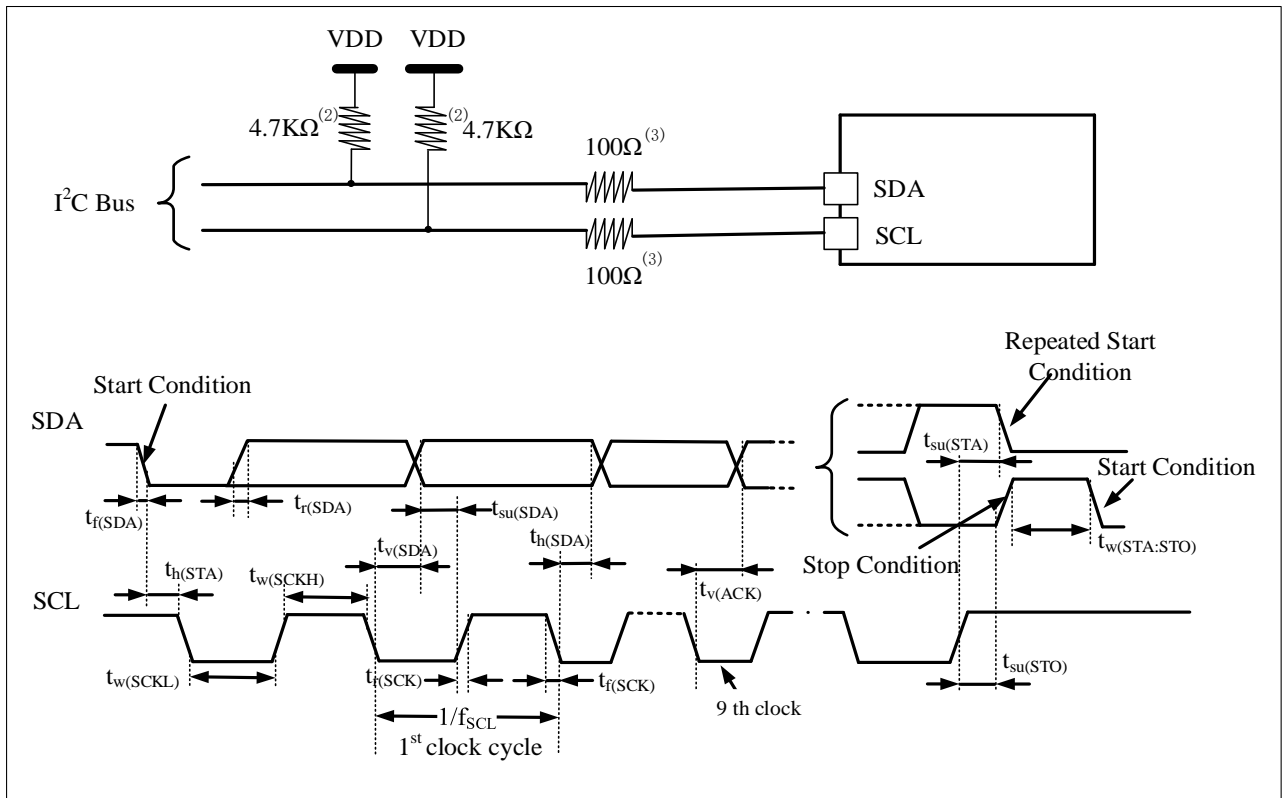 VDD VDD
4.7KΩ(2) (2)4.7KΩ
100Ω(3)
I2C Bus
SDA
SCL
100Ω(3)
Repeated Start
Condition
Start Condition
SDA
tsu(STA)
Start Condition
tf(SDA)
tr(SDA)
tsu(SDA)
tv(SDA)
th(SDA)
tw(STA:STO)
Stop Condition
th(STA)
tw(SCKH)
tv(ACK)
SCL
tw(SCKL)
tr(SCK)
tf(SCK)
tsu(STO)
9 th clock
1/fSCL
1st clock cycle